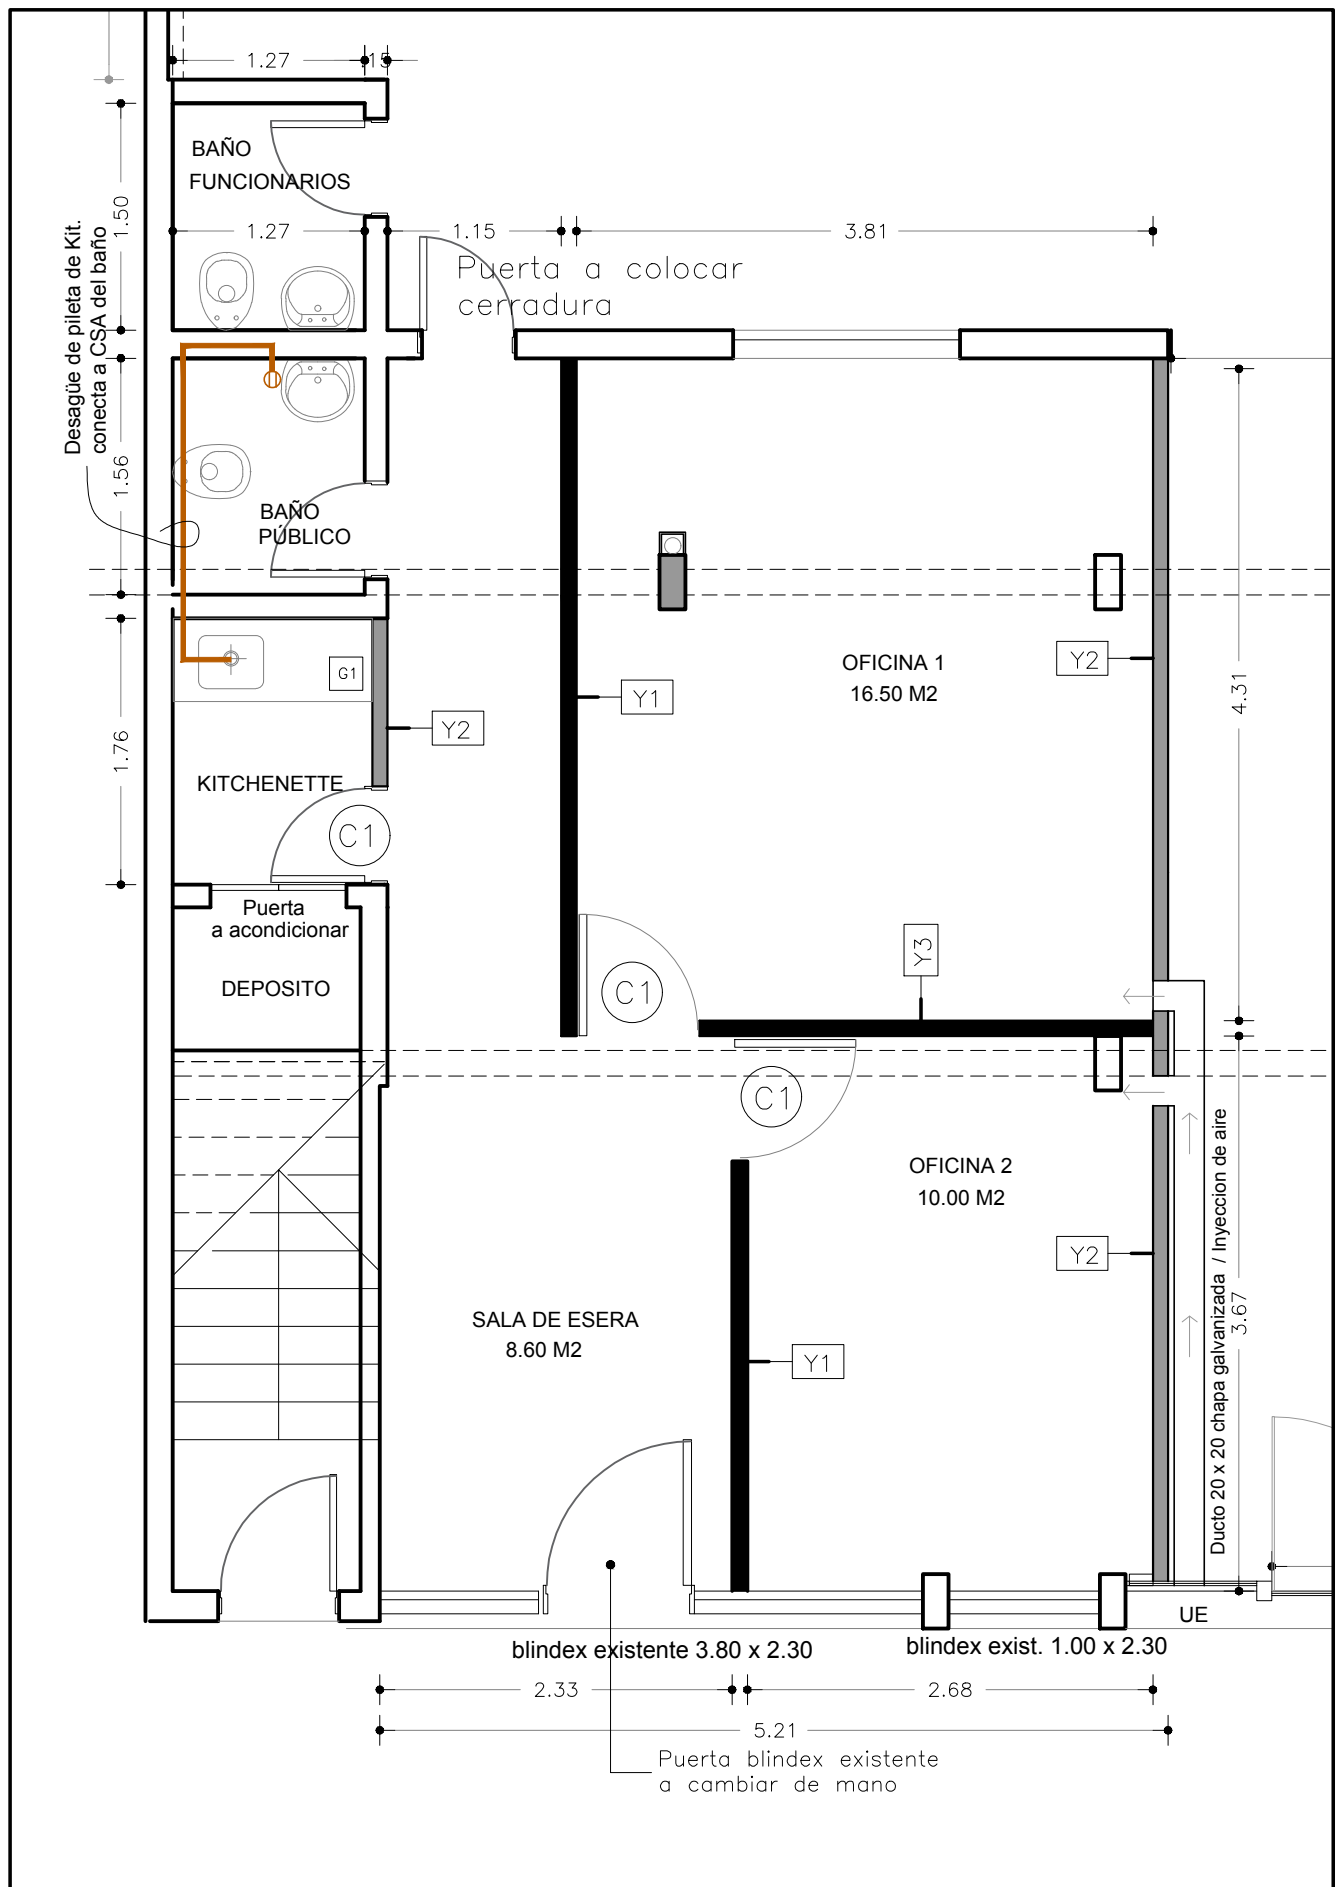 1.27
.15
BAÑO
FUNCIONARIOS
1.50
1.27
1.15
3.81
Puerta a colocar
cerradura
Desagüe de pileta de Kit.
conecta a CSA del baño
1.56
BAÑO
PÚBLICO
OFICINA 1
16.50 M2
Y2
Y1
4.31
G1
Y2
1.76
KITCHENETTE
C1
Puerta
a acondicionar
DEPOSITO
Y3
C1
C1
OFICINA 2
10.00 M2
Y2
Ducto 20 x 20 chapa galvanizada / Inyeccion de aire
3.67
SALA DE ESERA
8.60 M2
Y1
UE
blindex existente 3.80 x 2.30
blindex exist. 1.00 x 2.30
2.33
2.68
5.21
Puerta blindex existente
a cambiar de mano